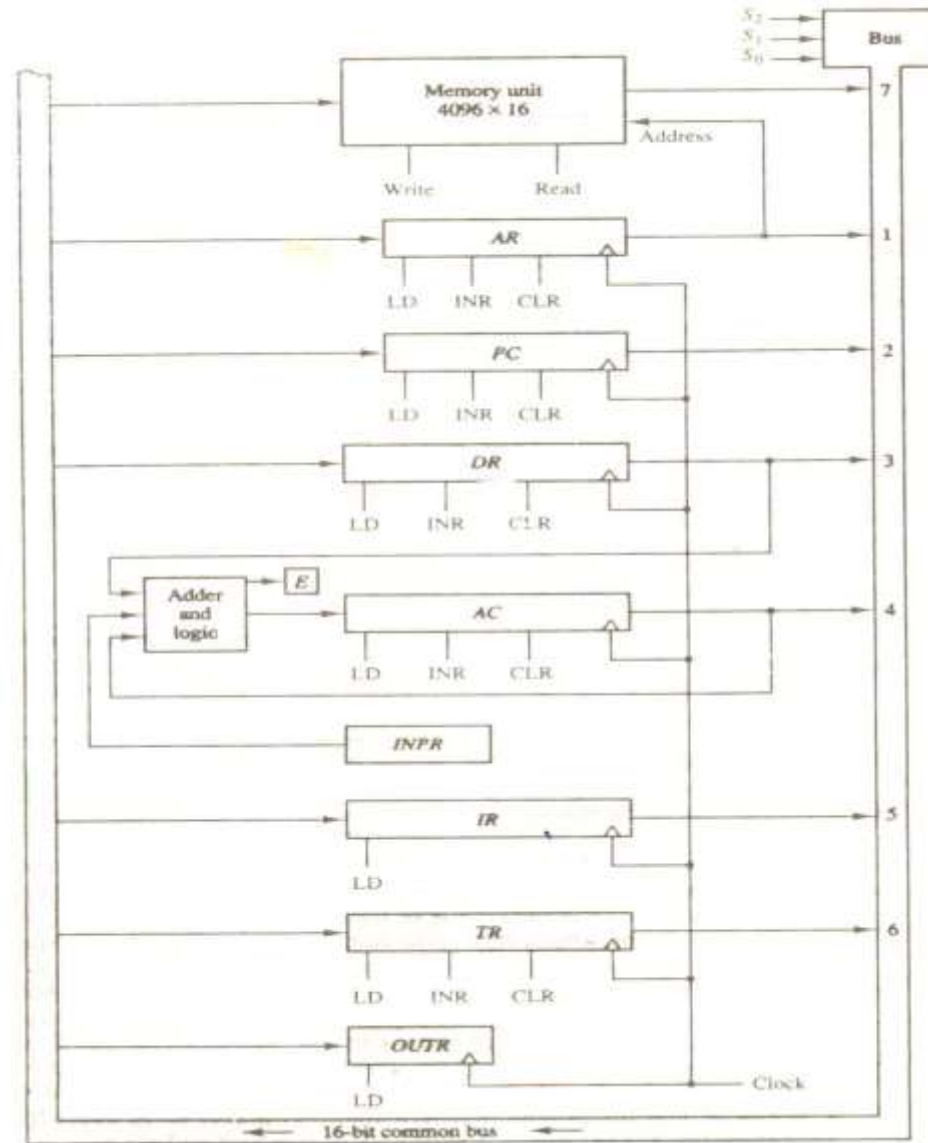 S₂
S₁
S₀
Bus
Memory unit
4096 × 16
7
Address
Write Read
AR
1
LD INR CLR
PC
2
LD INR CLR
DR
3
LD INR CLR
Adder
and
logic
E
AC
4
LD INR CLR
INPR
IR
5
LD
TR
6
LD INR CLR
OUTR
LD
Clock
16-bit common bus